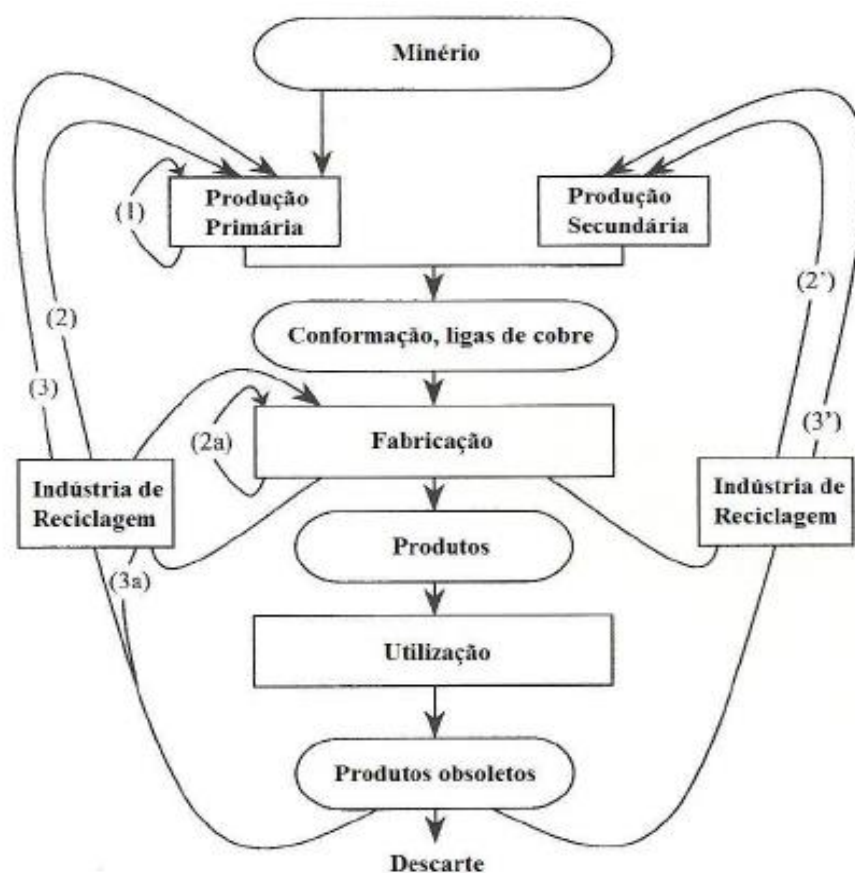 Minério
Produção
Primária
Produção
Secundária
(1)
(2)
(2')
Conformação, ligas de cobre
(3)
(2a)
(3')
Fabricação
Indústria de
Reciclagem
Indústria de
Reciclagem
Produtos
(3a)
Utilização
Produtos obsoletos
Descarte